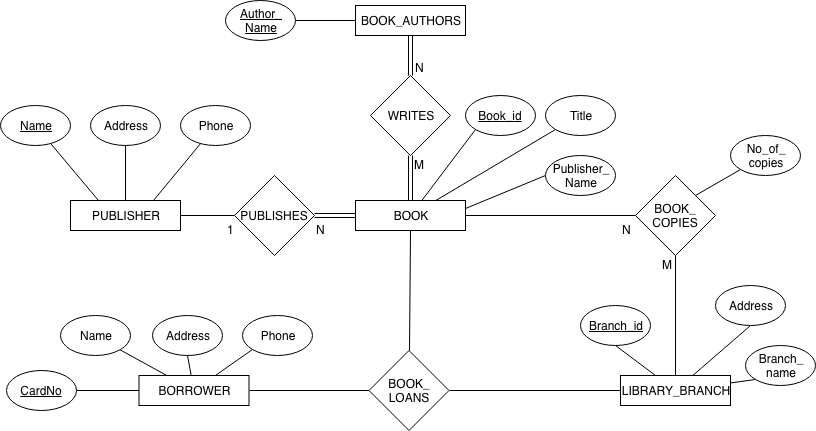 Author_
Name
BOOK_AUTHORS
N
WRITES
M
Name
Address
Phone
Book_id
Title
Publisher_
Name
No_of_
copies
PUBLISHER
1
PUBLISHES
N
BOOK
N
BOOK_
COPIES
M
Name
Address
Phone
CardNo
BORROWER
BOOK_
LOANS
Branch_id
Address
Branch_
name
LIBRARY_BRANCH